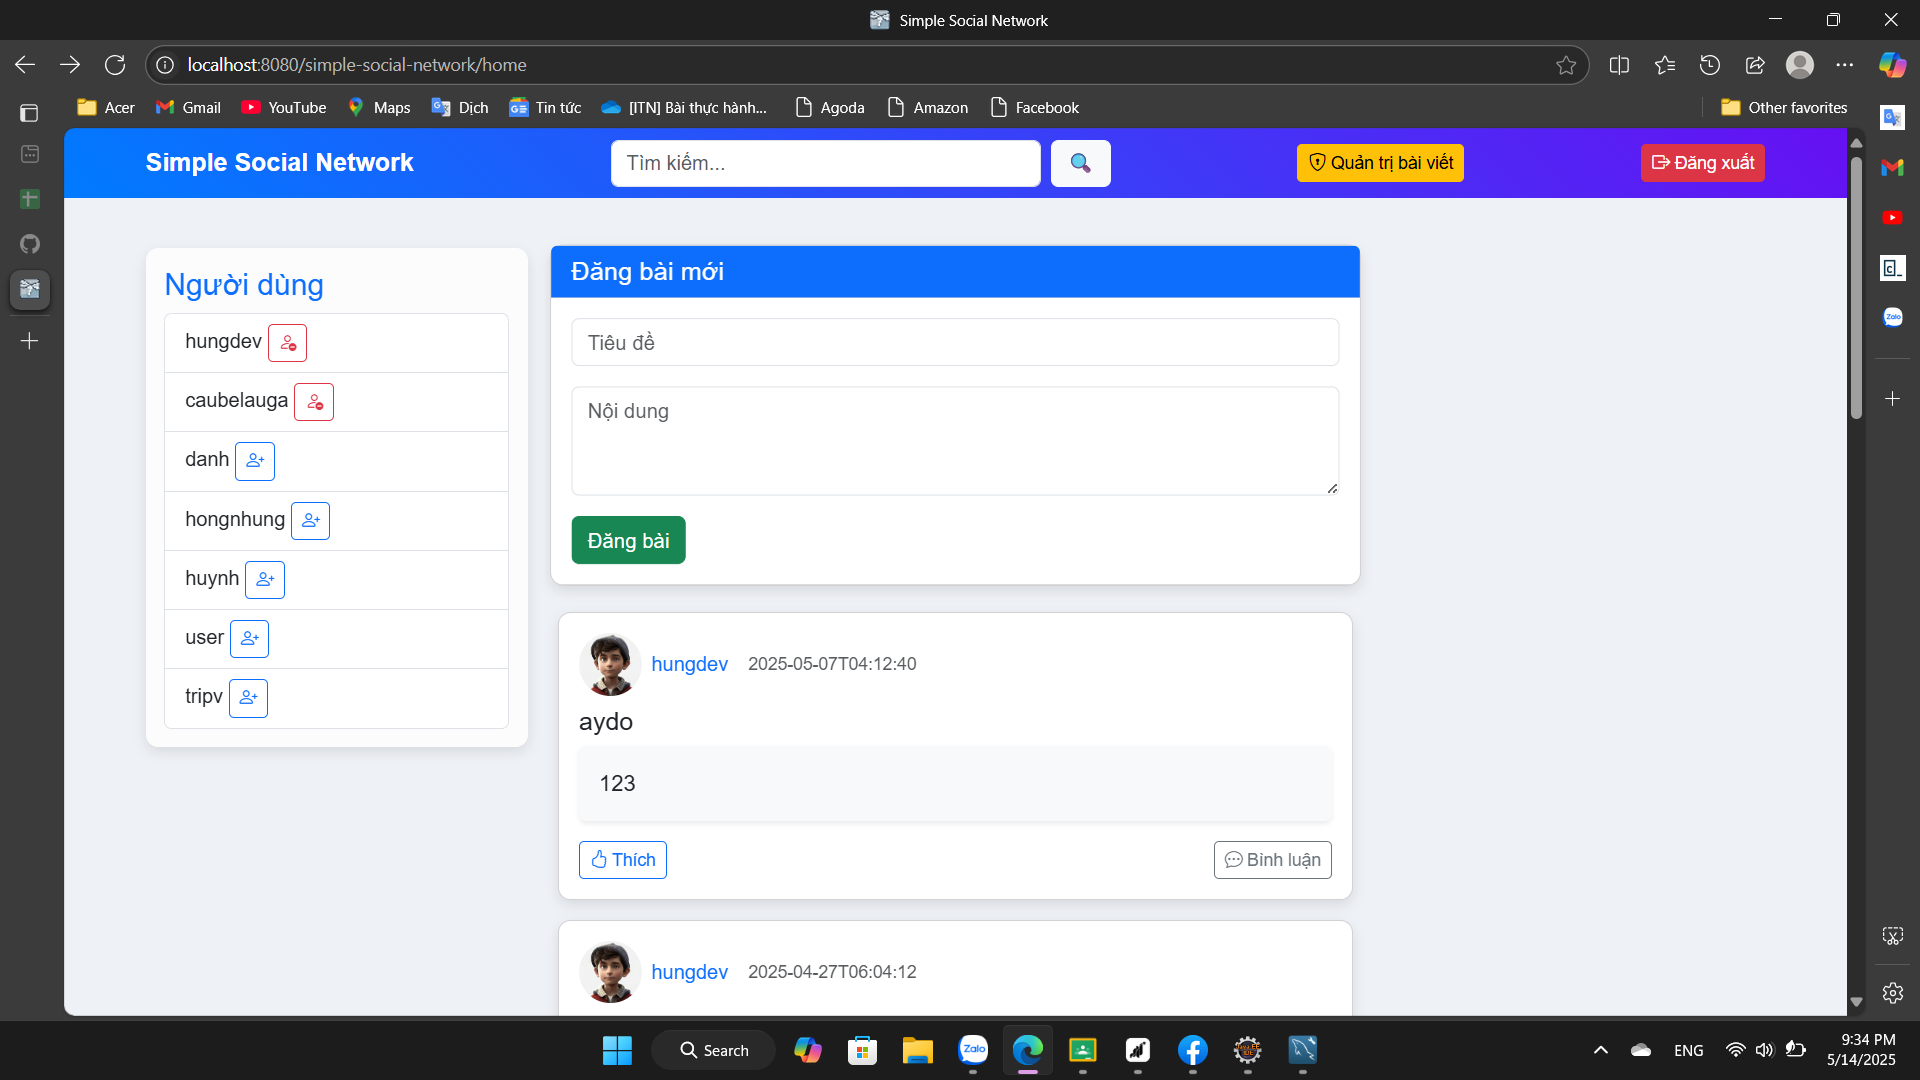 Simple Social Network
localhost:8080/simple-social-network/home
Acer
Gmail
YouTube
Maps
Dịch
Tin tức
[ITN] Bài thực hành...
Agoda
Amazon
Facebook
Other favorites
Simple Social Network
Tìm kiếm...
Quản trị bài viết
Đăng xuất
Người dùng
hungdev
caubelauga
danh
hongnhung
huynh
user
tripv
Đăng bài mới
Tiêu đề
Nội dung
Đăng bài
hungdev 2025-05-07T04:12:40
aydo
123
Thích
Bình luận
hungdev 2025-04-27T06:04:12
Zalo
Search
Zalo
ENG
9:34 PM
5/14/2025